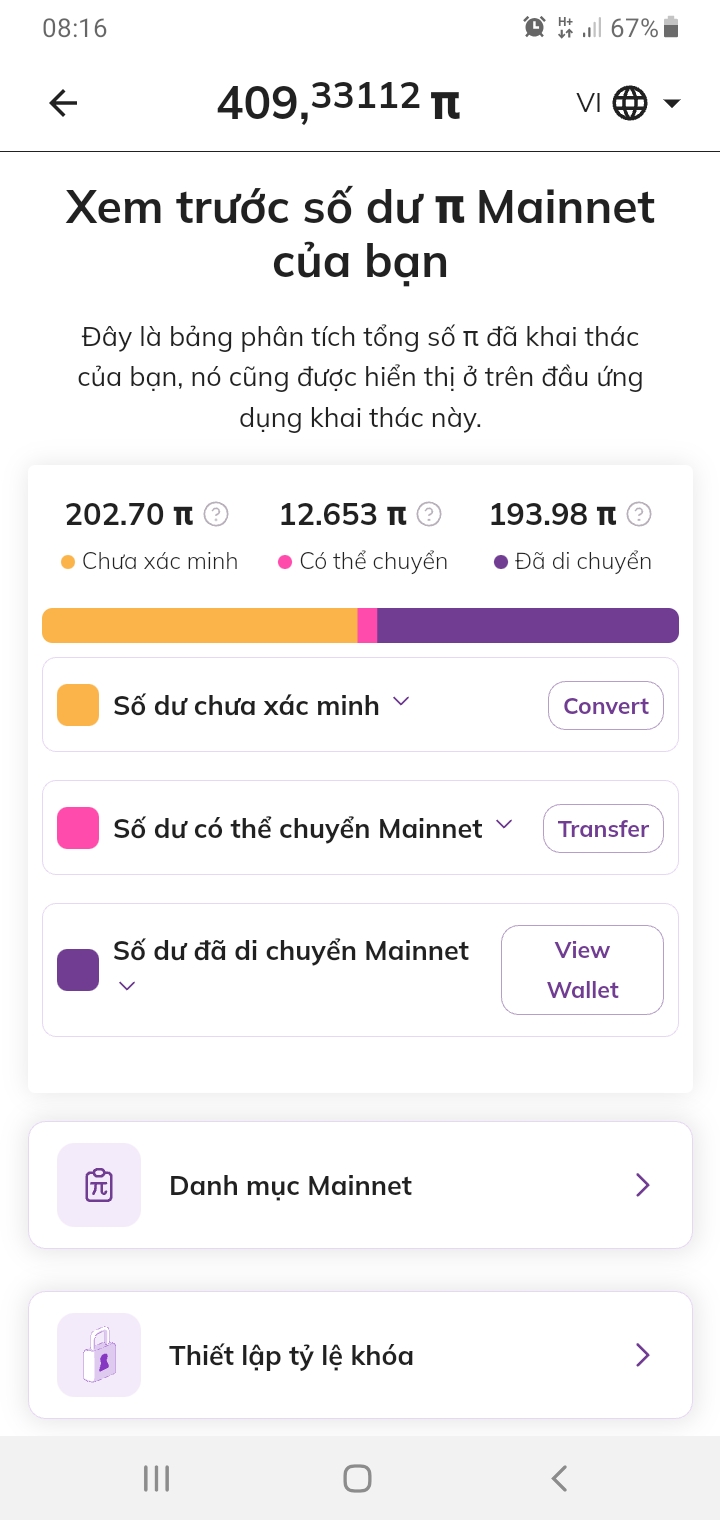 08:16 H+ 67%
409,33112 π VI
Xem trước số dư π Mainnet
của bạn
Đây là bảng phân tích tổng số π đã khai thác
của bạn, nó cũng được hiển thị ở trên đầu ứng
dụng khai thác này.
202.70 π ? 12.653 π ? 193.98 π ?
Chưa xác minh Có thể chuyển Đã di chuyển
Số dư chưa xác minh Convert
Số dư có thể chuyển Mainnet Transfer
Số dư đã di chuyển Mainnet View
Wallet
π Danh mục Mainnet
Thiết lập tỷ lệ khóa